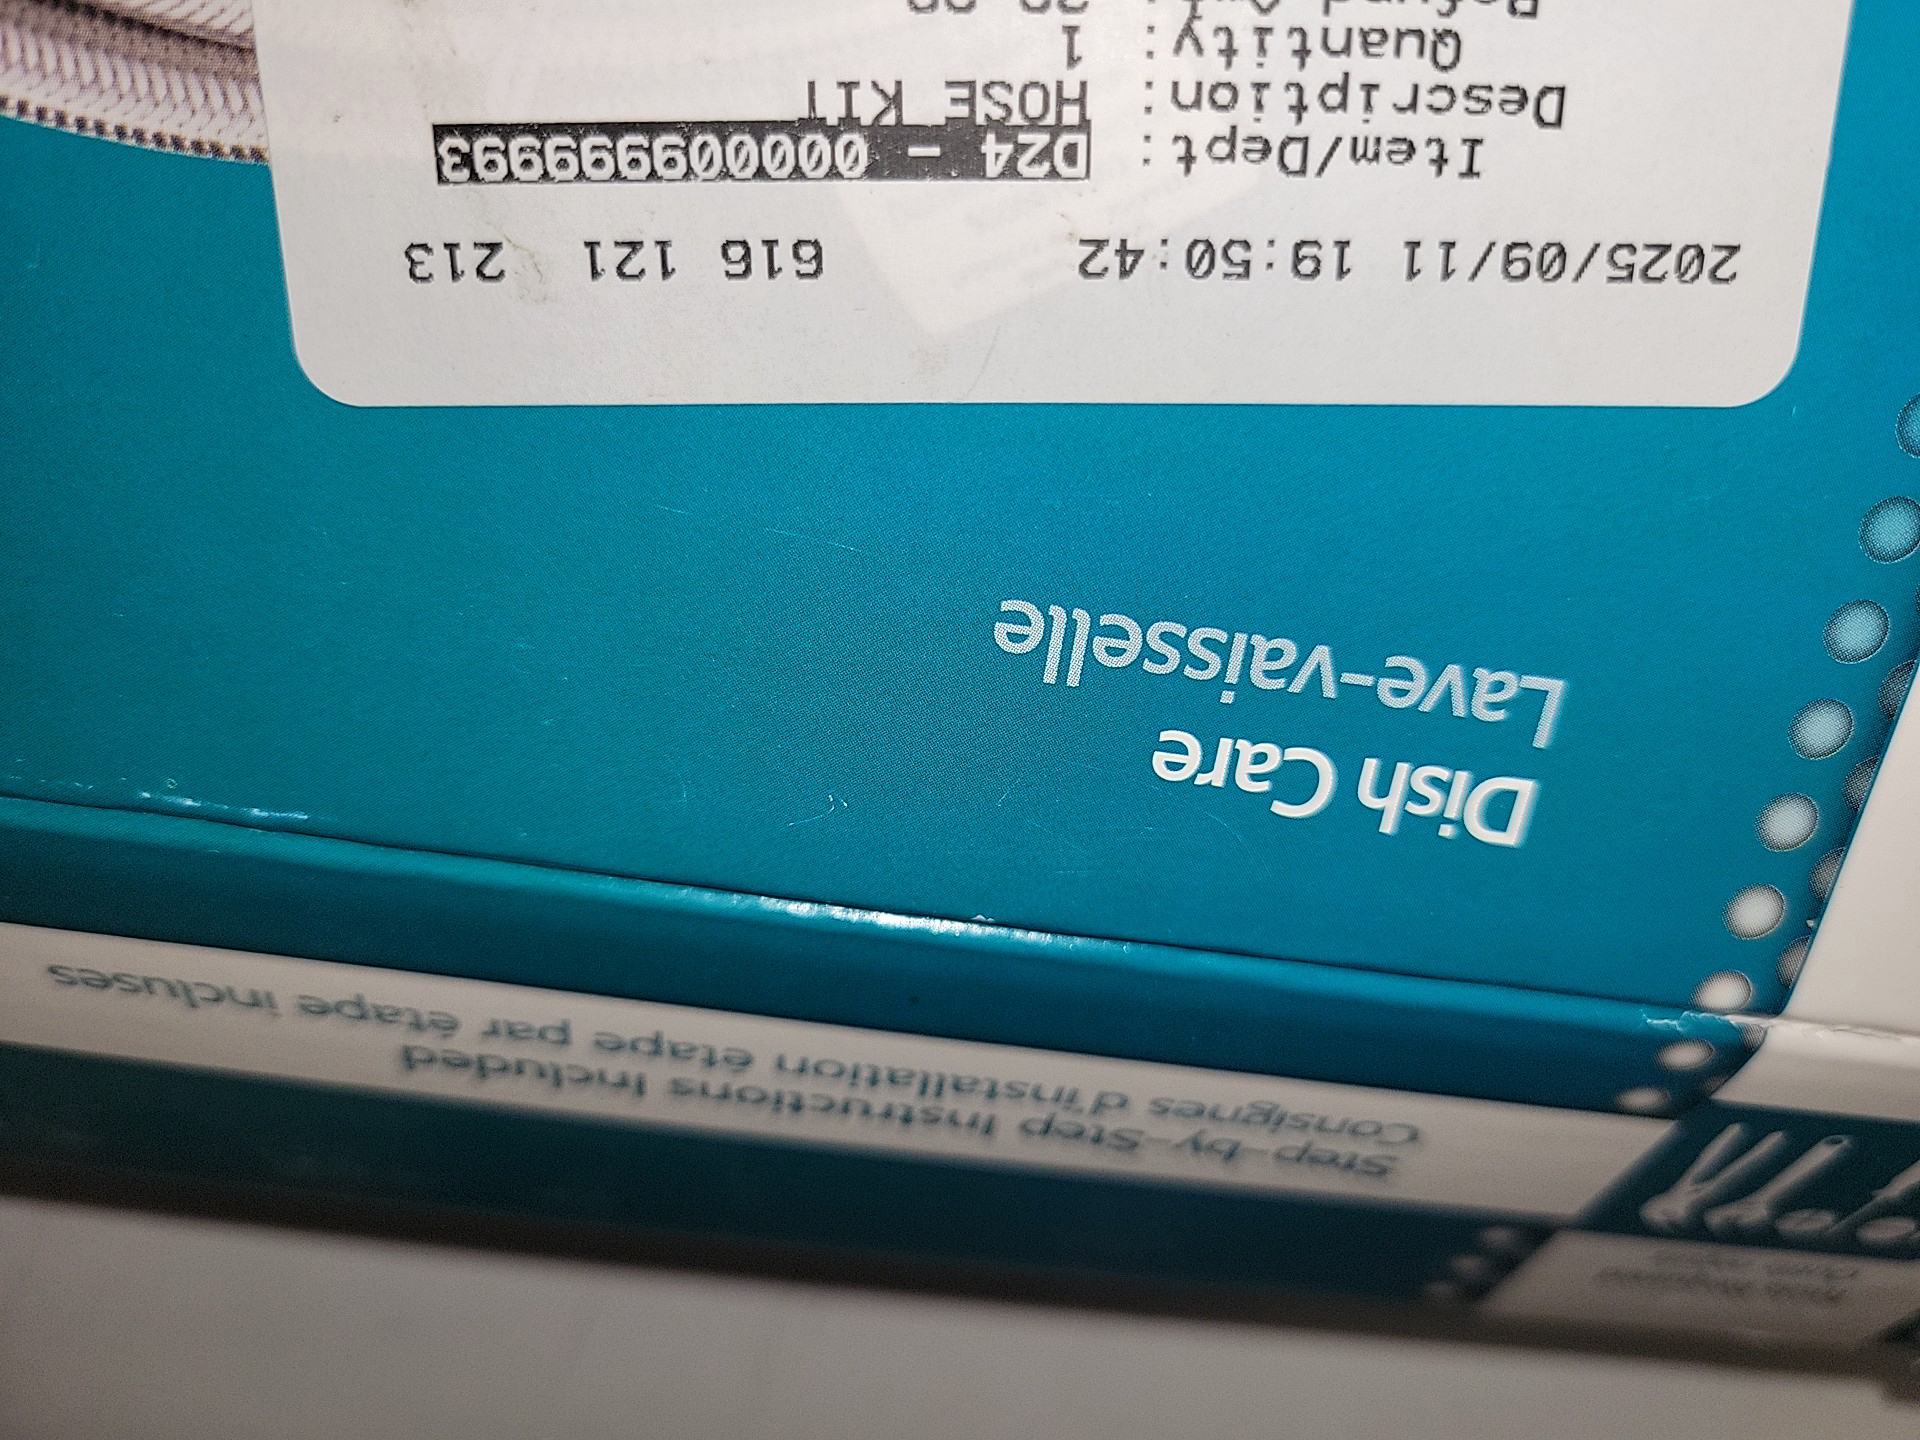 Step-by-Step Instructions Included
Consignes d'installation étape par étape incluses
Dish Care
Lave-vaisselle
2025/09/11 19:50:42 616 121 213
Item/Dept: D24 - 000009999993
Description: HOSE KIT
Quantity: 1